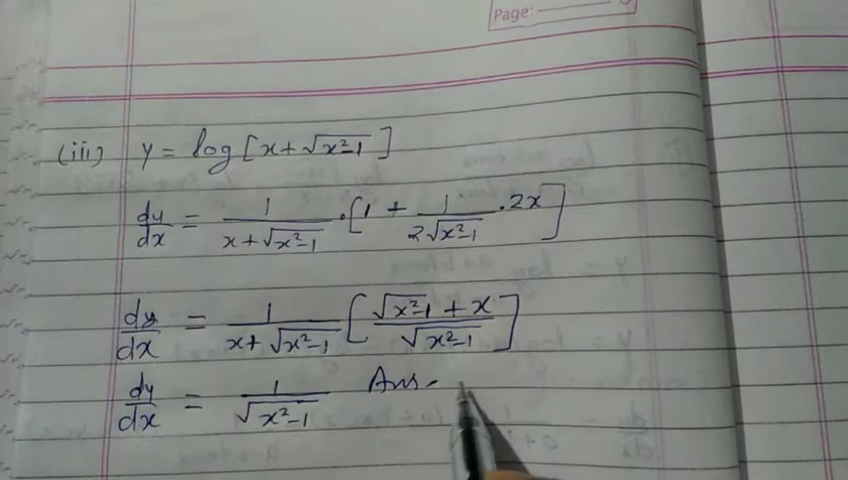 Page:
(iii) y = log [x + √x²-1]
dy/dx = 1/(x + √x²-1) · [1 + 1/(2√x²-1) · 2x]
dy/dx = 1/(x + √x²-1) [(√x²-1 + x)/√x²-1]
dy/dx = 1/√x²-1 Ans.